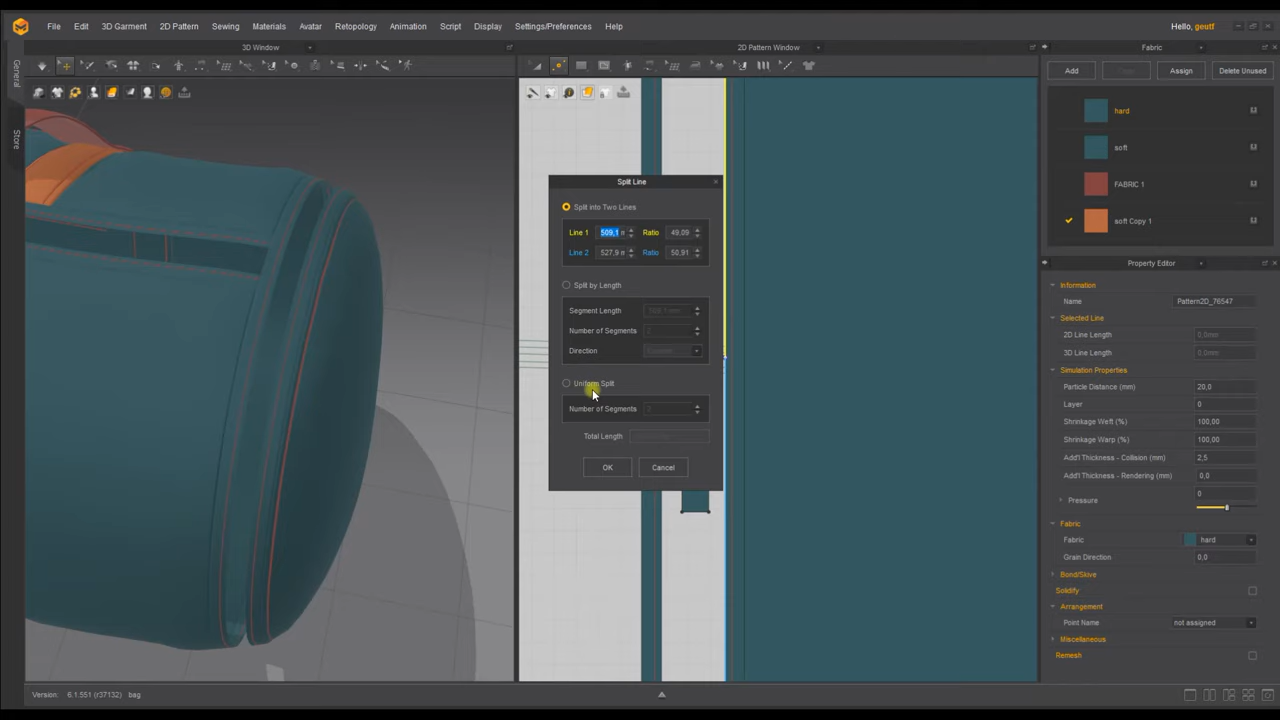 File Edit 3D Garment 2D Pattern Sewing Materials Avatar Retopology Animation Script Display Settings/Preferences Help
Hello, geutf
3D Window
2D Pattern Window
Fabric
General
Store
Add
Assign
Delete Unused
hard
soft
FABRIC 1
soft Copy 1
Split Line
Split into Two Lines
Line 1 509,1 Ratio 49,09
Line 2 527,9 Ratio 50,91
Split by Length
Segment Length
Number of Segments
Direction
Uniform Split
Number of Segments
Total Length
OK Cancel
Property Editor
Information
Name Pattern2D_76547
Selected Line
2D Line Length 0,0mm
3D Line Length 0,0mm
Simulation Properties
Particle Distance (mm) 20,0
Layer 0
Shrinkage Weft (%) 100,00
Shrinkage Warp (%) 100,00
Add'l Thickness - Collision (mm) 2,5
Add'l Thickness - Rendering (mm) 0,0
Pressure 0
Fabric
Fabric hard
Grain Direction 0,0
Bond/Skive
Solidify
Arrangement
Point Name not assigned
Miscellaneous
Remesh
Version: 6.1.551 (r37132) bag